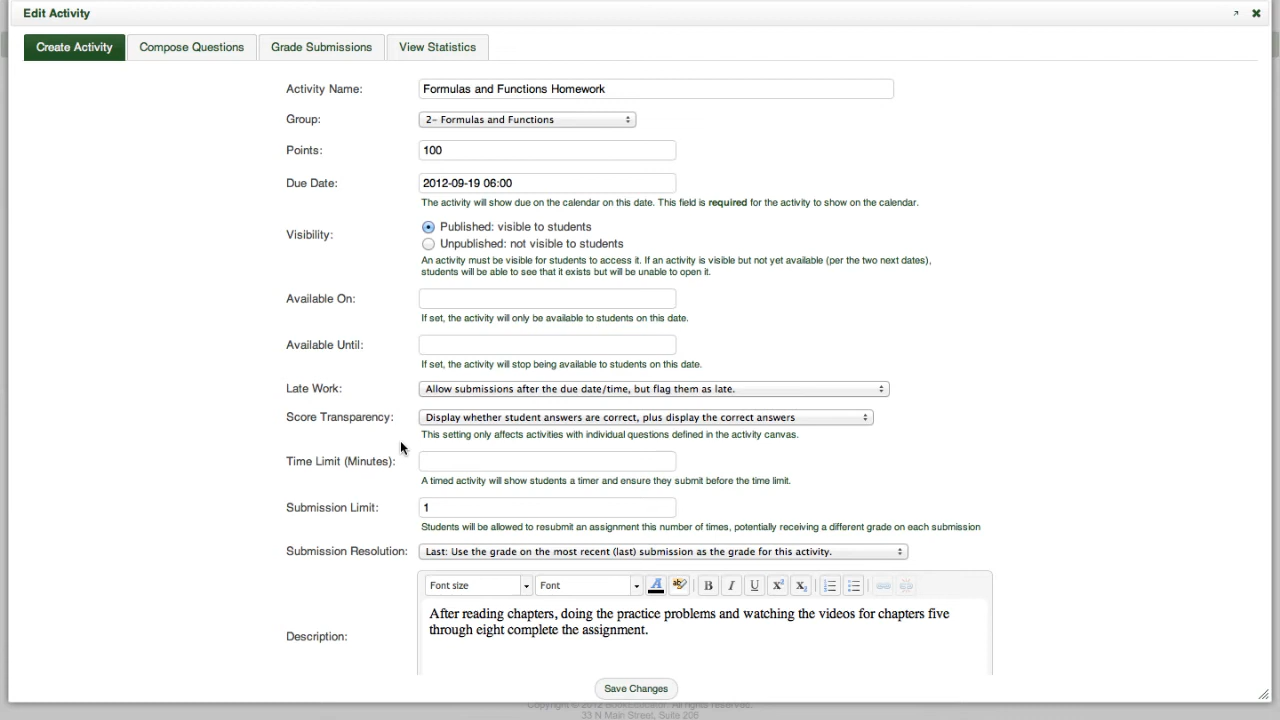 Edit Activity
Create Activity
Compose Questions
Grade Submissions
View Statistics
Activity Name:
Formulas and Functions Homework
Group:
2– Formulas and Functions
Points:
100
Due Date:
2012-09-19 06:00
The activity will show due on the calendar on this date. This field is required for the activity to show on the calendar.
Visibility:
Published: visible to students
Unpublished: not visible to students
An activity must be visible for students to access it. If an activity is visible but not yet available (per the two next dates),
students will be able to see that it exists but will be unable to open it.
Available On:
If set, the activity will only be available to students on this date.
Available Until:
If set, the activity will stop being available to students on this date.
Late Work:
Allow submissions after the due date/time, but flag them as late.
Score Transparency:
Display whether student answers are correct, plus display the correct answers
This setting only affects activities with individual questions defined in the activity canvas.
Time Limit (Minutes):
A timed activity will show students a timer and ensure they submit before the time limit.
Submission Limit:
1
Students will be allowed to resubmit an assignment this number of times, potentially receiving a different grade on each submission
Submission Resolution:
Last: Use the grade on the most recent (last) submission as the grade for this activity.
Font size
Font
A
B
I
U
X²
X₂
Description:
After reading chapters, doing the practice problems and watching the videos for chapters five
through eight complete the assignment.
Save Changes
33 N Main Street, Suite 206